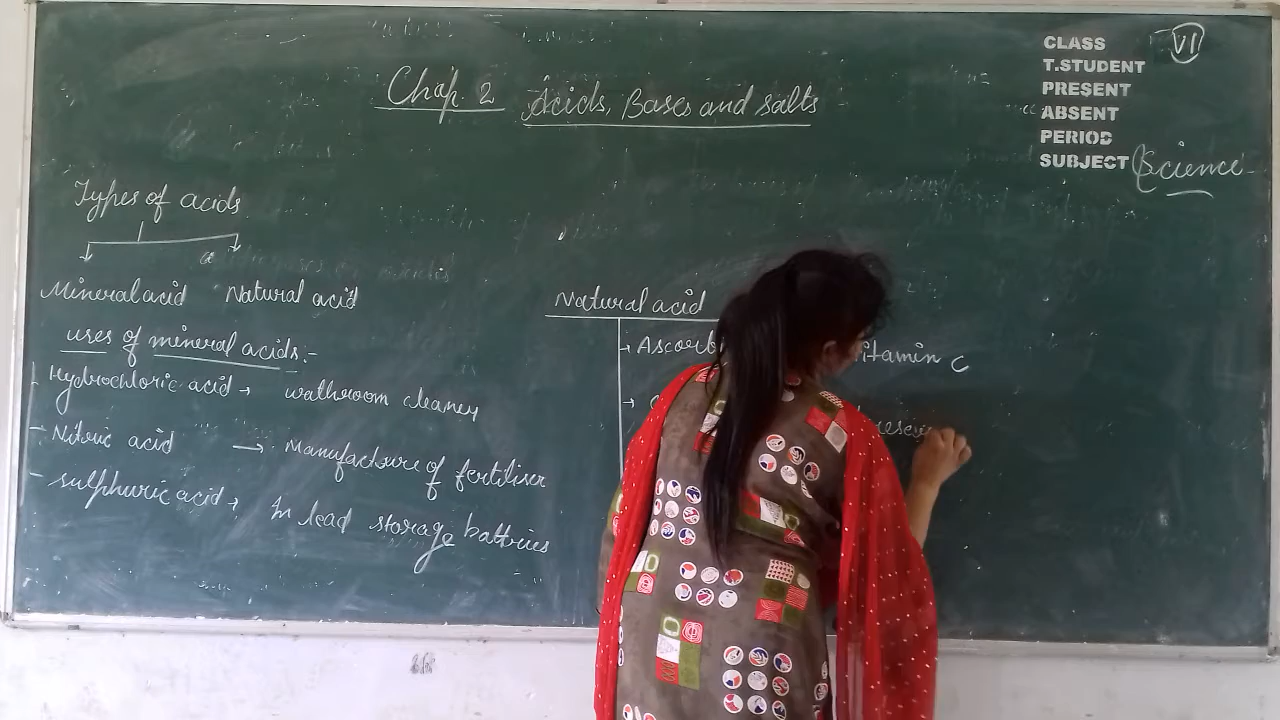 CLASS VI
T.STUDENT
PRESENT
ABSENT
PERIOD
SUBJECT Science
Chap. 2 Acids, Bases and salts
Types of acids
Mineral acid Natural acid
uses of mineral acids:-
Hydrochloric acid → wathroom cleaney
- Nitric acid → Manufacture of fertiliser
- sulphuric acid → In lead storage batteries
Natural acid
→ Ascorb itamin C
→